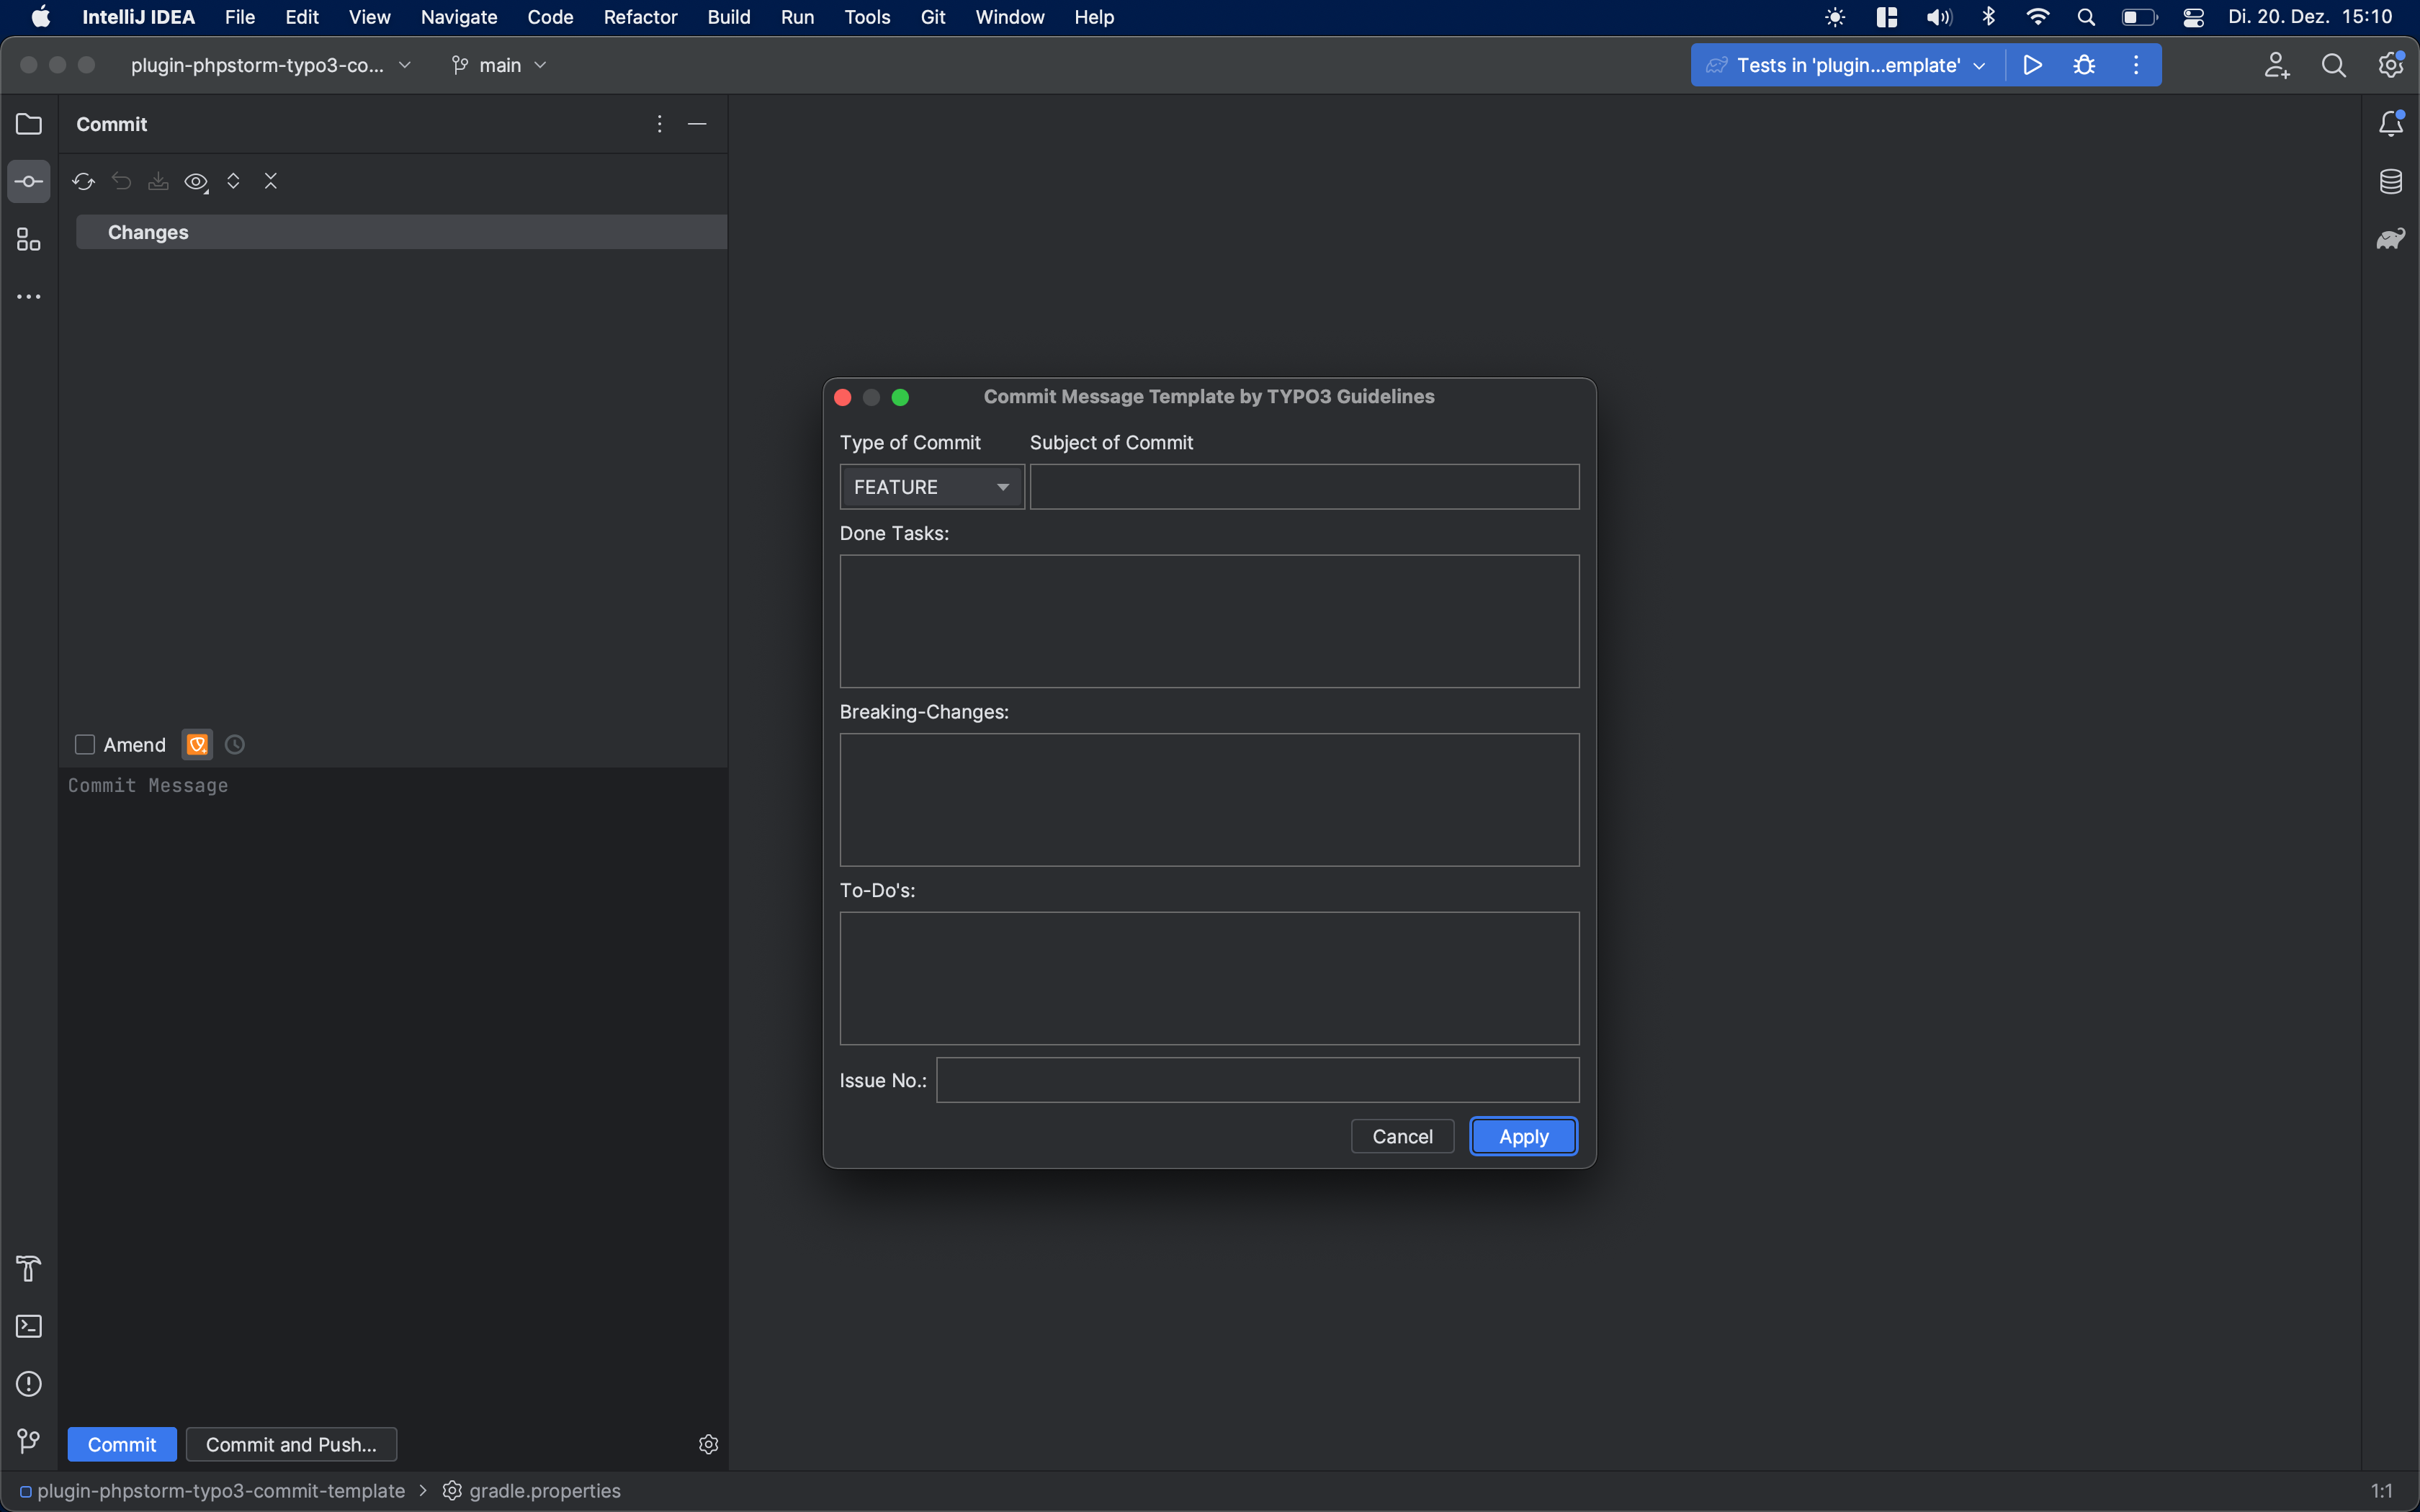 IntelliJ IDEA File Edit View Navigate Code Refactor Build Run Tools Git Window Help Di. 20. Dez. 15:10
plugin-phpstorm-typo3-co... main Tests in 'plugin...emplate'
Commit
Changes
Amend
Commit Message
Commit Message Template by TYPO3 Guidelines
Type of Commit Subject of Commit
FEATURE
Done Tasks:
Breaking-Changes:
To-Do's:
Issue No.:
Cancel Apply
Commit Commit and Push...
plugin-phpstorm-typo3-commit-template > gradle.properties 1:1